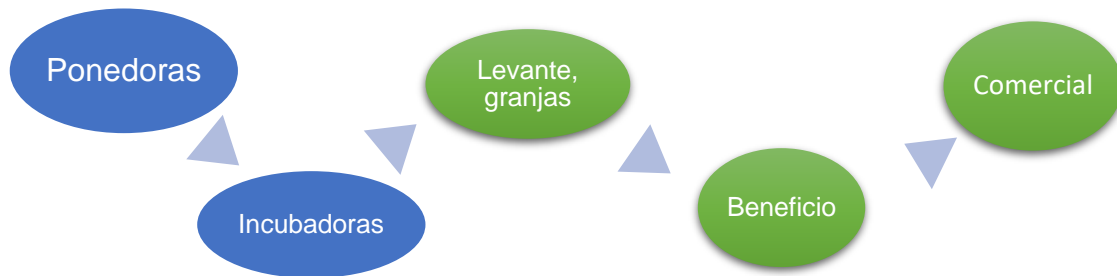 Ponedoras
Incubadoras
Levante,
granjas
Beneficio
Comercial